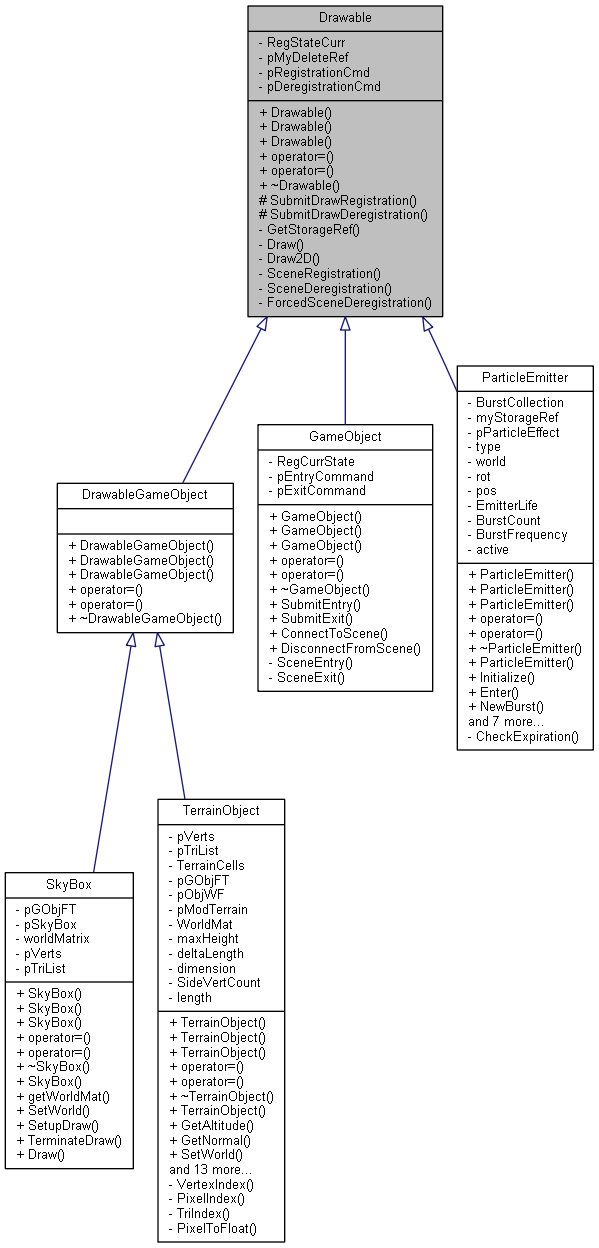 Drawable
- RegStateCurr
- pMyDeleteRef
- pRegistrationCmd
- pDeregistrationCmd
+ Drawable()
+ Drawable()
+ Drawable()
+ operator=()
+ operator=()
+ ~Drawable()
# SubmitDrawRegistration()
# SubmitDrawDeregistration()
- GetStorageRef()
- Draw()
- Draw2D()
- SceneRegistration()
- SceneDeregistration()
- ForcedSceneDeregistration()
DrawableGameObject
+ DrawableGameObject()
+ DrawableGameObject()
+ DrawableGameObject()
+ operator=()
+ operator=()
+ ~DrawableGameObject()
GameObject
- RegCurrState
- pEntryCommand
- pExitCommand
+ GameObject()
+ GameObject()
+ GameObject()
+ operator=()
+ operator=()
+ ~GameObject()
+ SubmitEntry()
+ SubmitExit()
+ ConnectToScene()
+ DisconnectFromScene()
- SceneEntry()
- SceneExit()
ParticleEmitter
- BurstCollection
- myStorageRef
- pParticleEffect
- type
- world
- rot
- pos
- EmitterLife
- BurstCount
- BurstFrequency
- active
+ ParticleEmitter()
+ ParticleEmitter()
+ ParticleEmitter()
+ operator=()
+ operator=()
+ ~ParticleEmitter()
+ ParticleEmitter()
+ Initialize()
+ Enter()
+ NewBurst()
and 7 more...
- CheckExpiration()
SkyBox
- pGObjFT
- pSkyBox
- worldMatrix
- pVerts
- pTriList
+ SkyBox()
+ SkyBox()
+ SkyBox()
+ operator=()
+ operator=()
+ ~SkyBox()
+ SkyBox()
+ getWorldMat()
+ SetWorld()
+ SetupDraw()
+ TerminateDraw()
+ Draw()
TerrainObject
- pVerts
- pTriList
- TerrainCells
- pGObjFT
- pObjWF
- pModTerrain
- WorldMat
- maxHeight
- deltaLength
- dimension
- SideVertCount
- length
+ TerrainObject()
+ TerrainObject()
+ TerrainObject()
+ operator=()
+ operator=()
+ ~TerrainObject()
+ TerrainObject()
+ GetAltitude()
+ GetNormal()
+ SetWorld()
and 13 more...
- VertexIndex()
- PixelIndex()
- TriIndex()
- PixelToFloat()